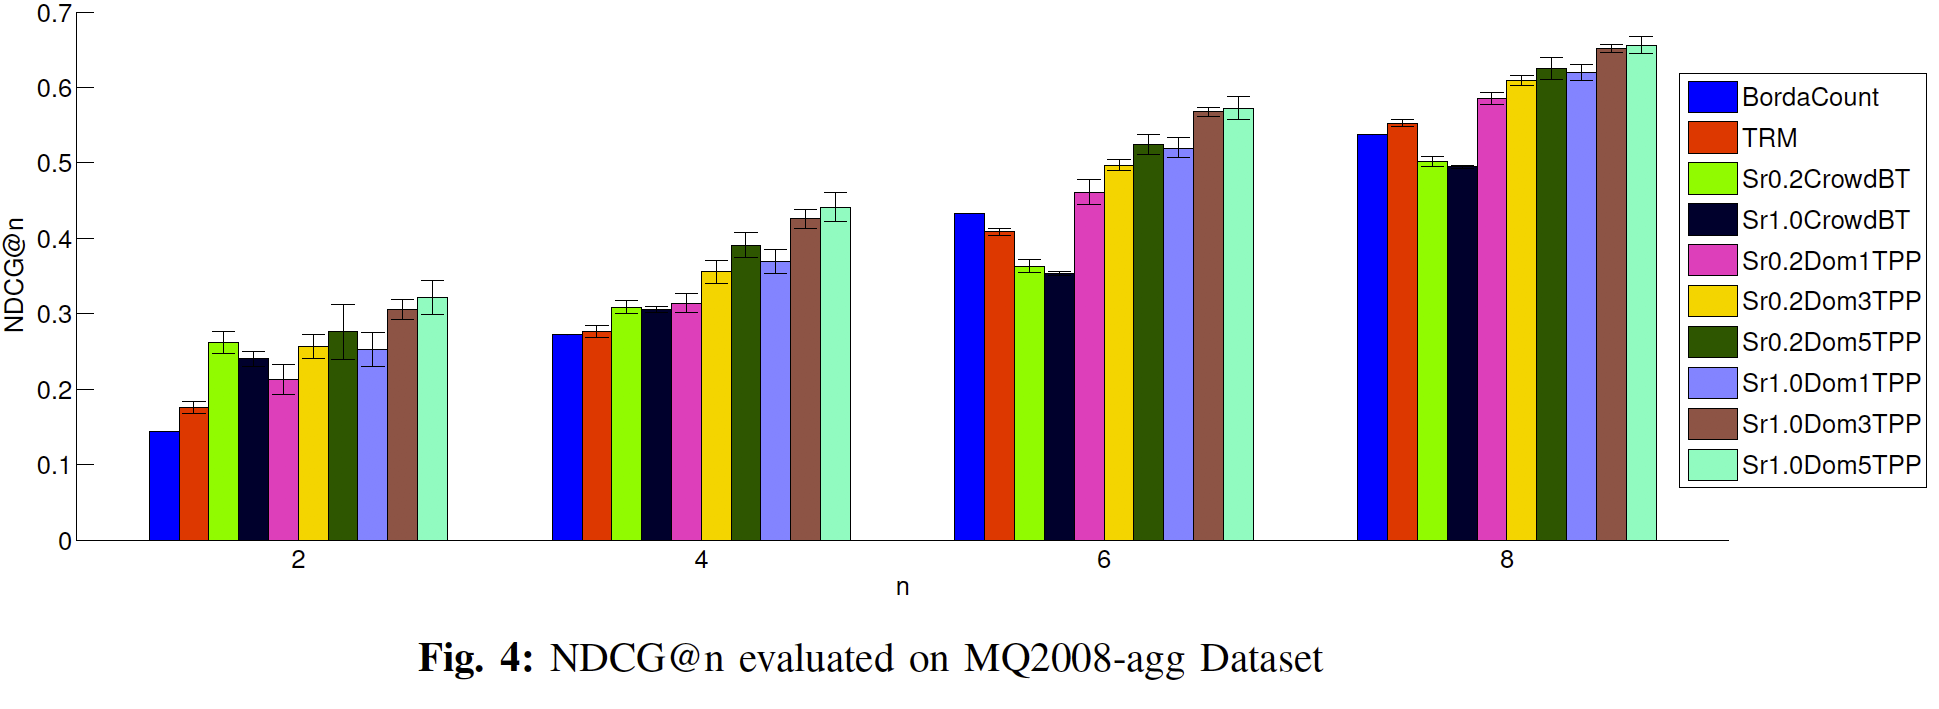 0.7
0.6
0.5
0.4
0.3
0.2
0.1
0
NDCG@n
2 4 6 8
n
BordaCount
TRM
Sr0.2CrowdBT
Sr1.0CrowdBT
Sr0.2Dom1TPP
Sr0.2Dom3TPP
Sr0.2Dom5TPP
Sr1.0Dom1TPP
Sr1.0Dom3TPP
Sr1.0Dom5TPP
Fig. 4: NDCG@n evaluated on MQ2008-agg Dataset